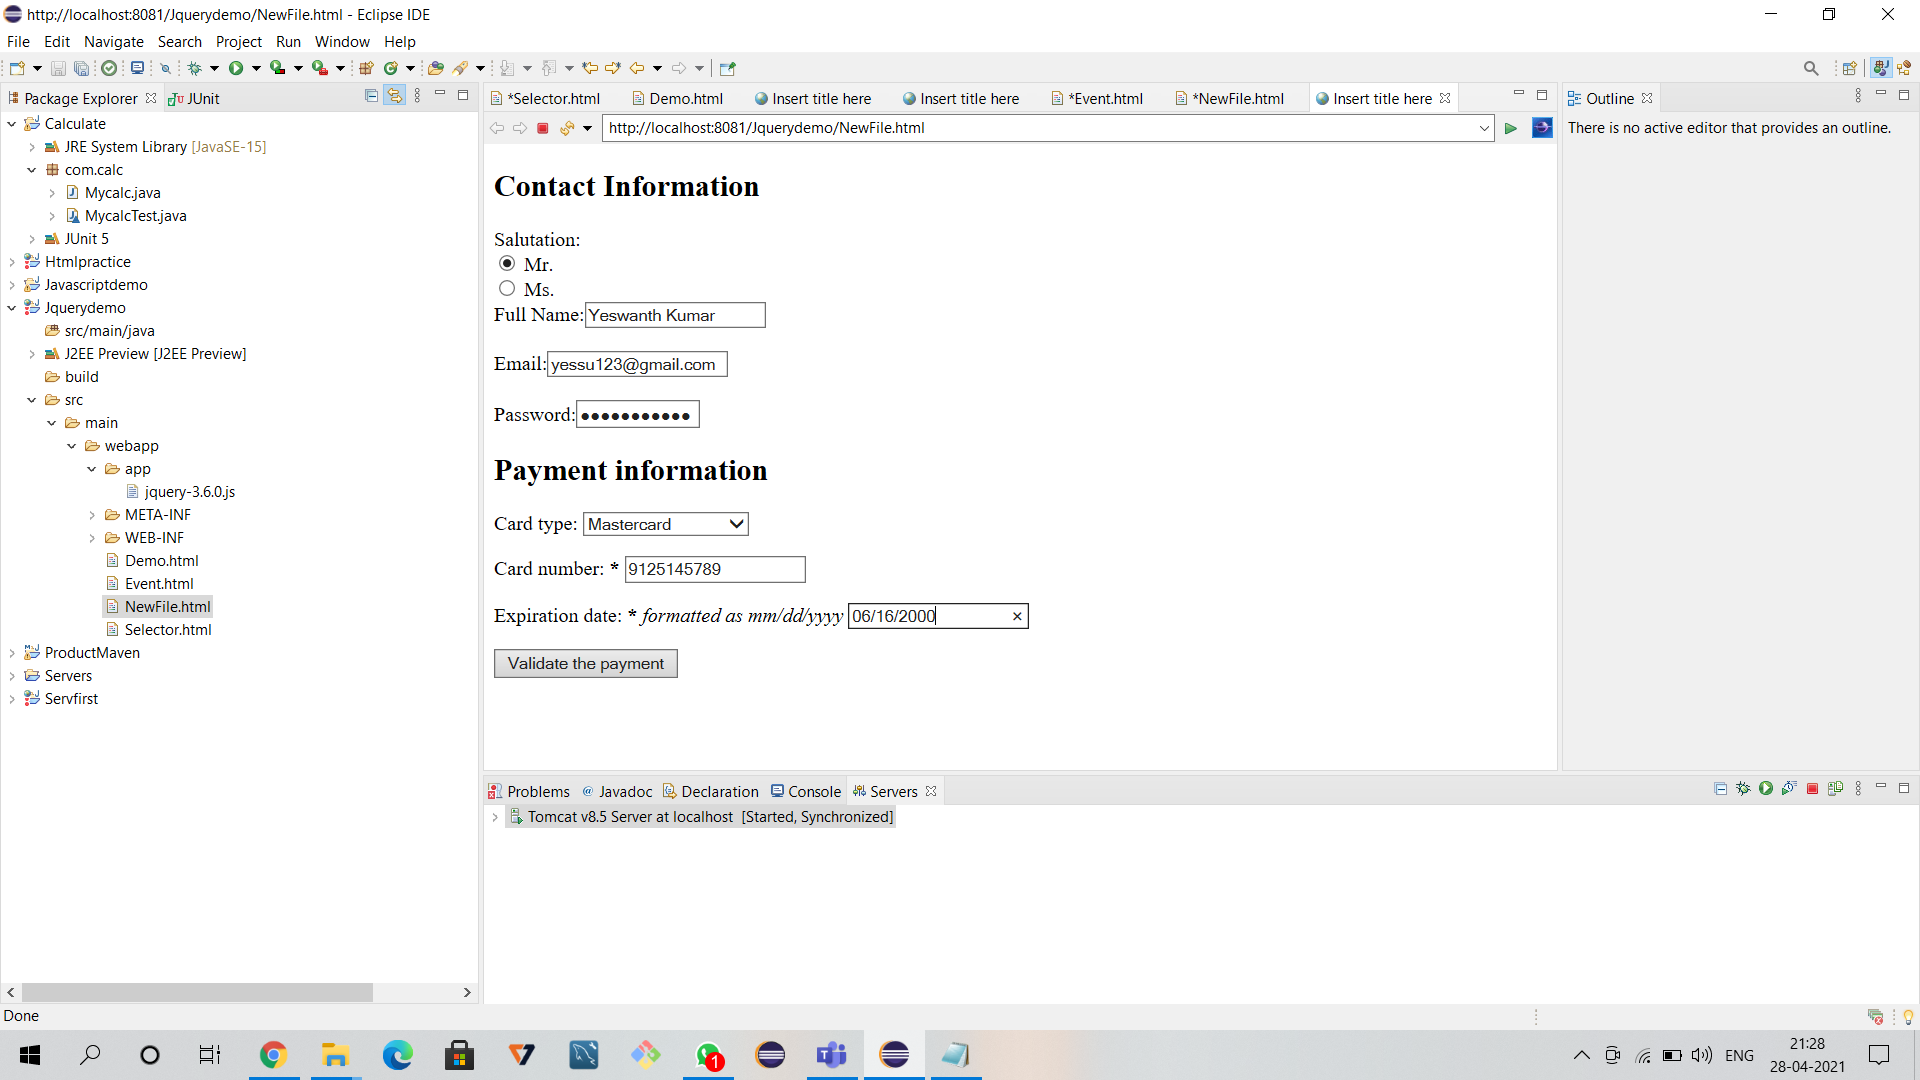 http://localhost:8081/Jquerydemo/NewFile.html - Eclipse IDE
File Edit Navigate Search Project Run Window Help
Package Explorer JUnit
Calculate
JRE System Library [JavaSE-15]
com.calc
Mycalc.java
MycalcTest.java
JUnit 5
Htmlpractice
Javascriptdemo
Jquerydemo
src/main/java
J2EE Preview [J2EE Preview]
build
src
main
webapp
app
jquery-3.6.0.js
META-INF
WEB-INF
Demo.html
Event.html
NewFile.html
Selector.html
ProductMaven
Servers
Servfirst
*Selector.html Demo.html Insert title here Insert title here *Event.html *NewFile.html Insert title here
http://localhost:8081/Jquerydemo/NewFile.html
Contact Information
Salutation:
Mr.
Ms.
Full Name: Yeswanth Kumar
Email: yessu123@gmail.com
Password: ●●●●●●●●●●●
Payment information
Card type: Mastercard
Card number: * 9125145789
Expiration date: * formatted as mm/dd/yyyy 06/16/2000
Validate the payment
Outline
There is no active editor that provides an outline.
Problems @ Javadoc Declaration Console Servers
Tomcat v8.5 Server at localhost [Started, Synchronized]
Done
1
ENG
21:28
28-04-2021